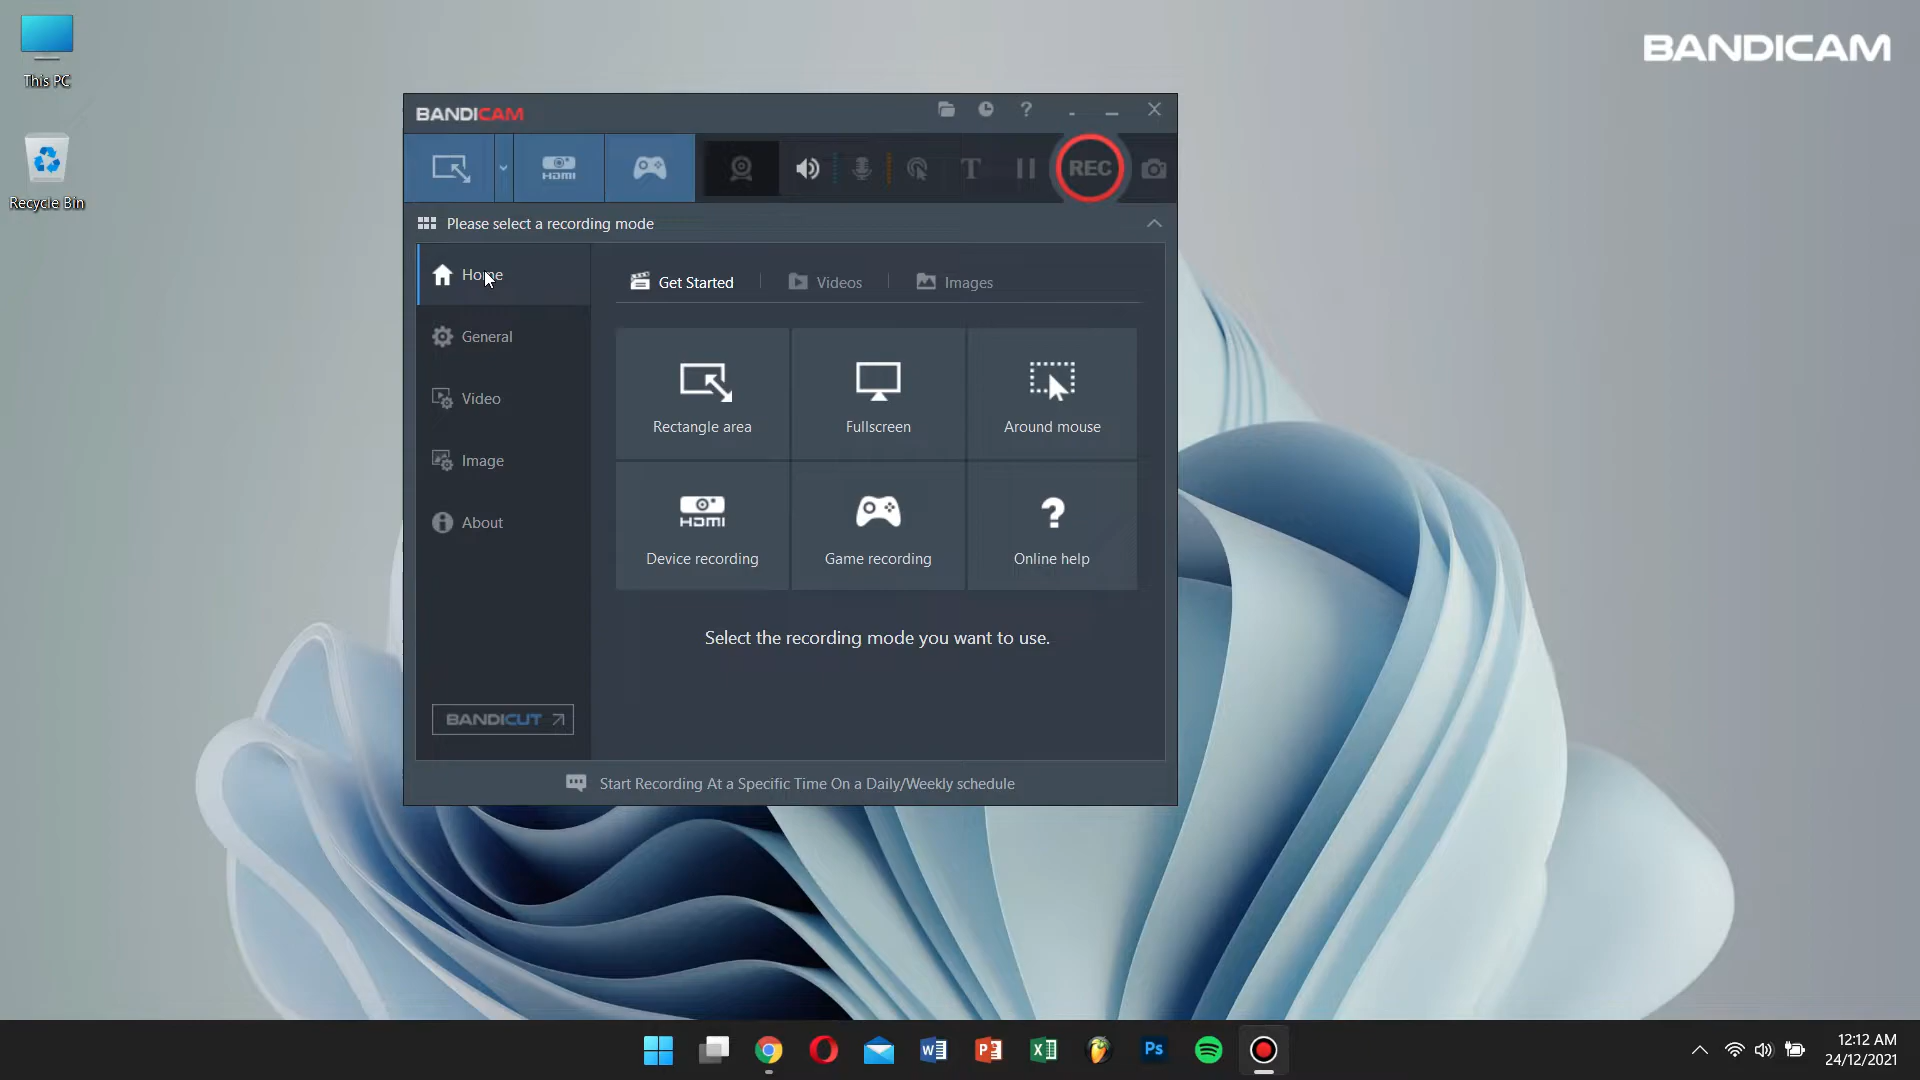 This PC
Recycle Bin
BANDICAM
BANDICAM
?
HDMI
T
REC
Please select a recording mode
Home
General
Video
Image
About
BANDICUT
Get Started
Videos
Images
Rectangle area
Fullscreen
Around mouse
HDMI
?
Device recording
Game recording
Online help
Select the recording mode you want to use.
Start Recording At a Specific Time On a Daily/Weekly schedule
W
P
X
Ps
12:12 AM
24/12/2021